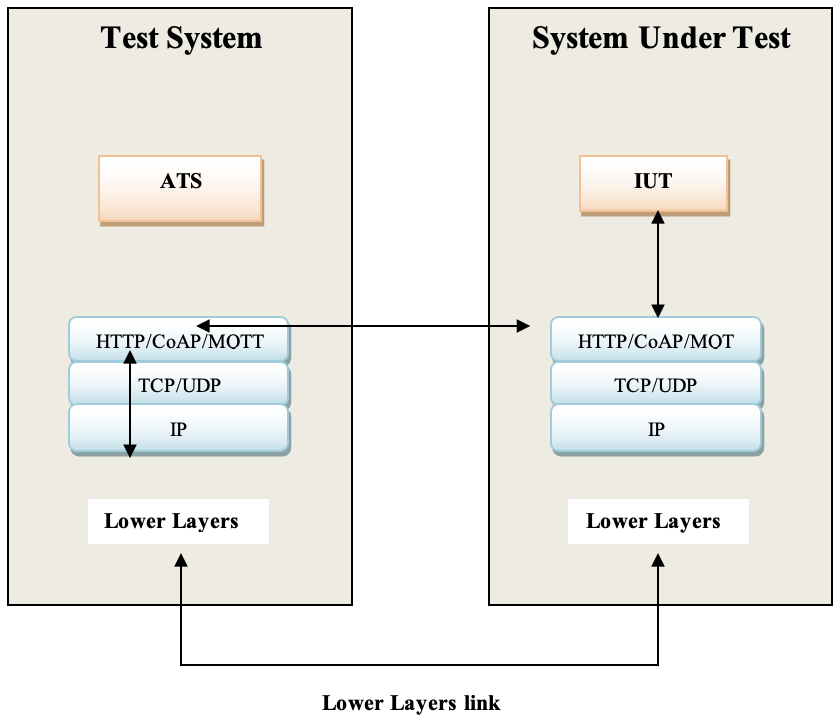 Test System
System Under Test
ATS
IUT
HTTP/CoAP/MQTT
HTTP/CoAP/MOT
TCP/UDP
TCP/UDP
IP
IP
Lower Layers
Lower Layers
Lower Layers link